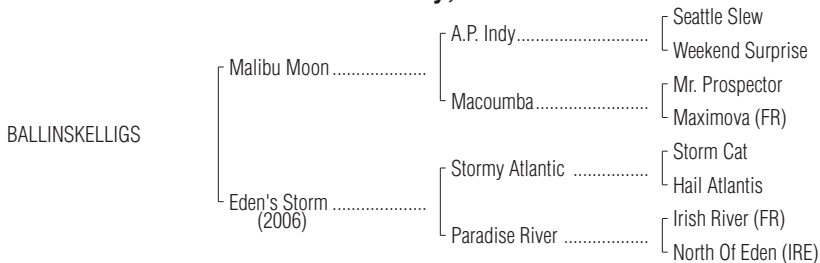 Seattle Slew
A.P. Indy
Weekend Surprise
Malibu Moon
Mr. Prospector
Macoumba
Maximova (FR)
BALLINSKELLIGS
Storm Cat
Stormy Atlantic
Hail Atlantis
Eden's Storm
(2006)
Irish River (FR)
Paradise River
North Of Eden (IRE)